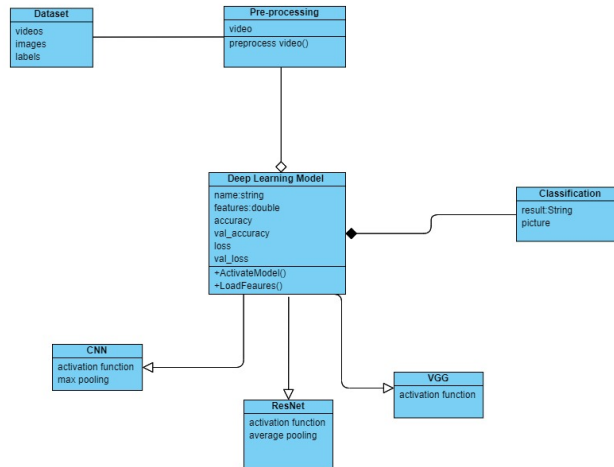 Dataset
videos
images
labels
Pre-processing
video
preprocess video()
Deep Learning Model
name:string
features:double
accuracy
val_accuracy
loss
val_loss
+ActivateModel()
+LoadFeaures()
Classification
result:String
picture
CNN
activation function
max pooling
ResNet
activation function
average pooling
VGG
activation function